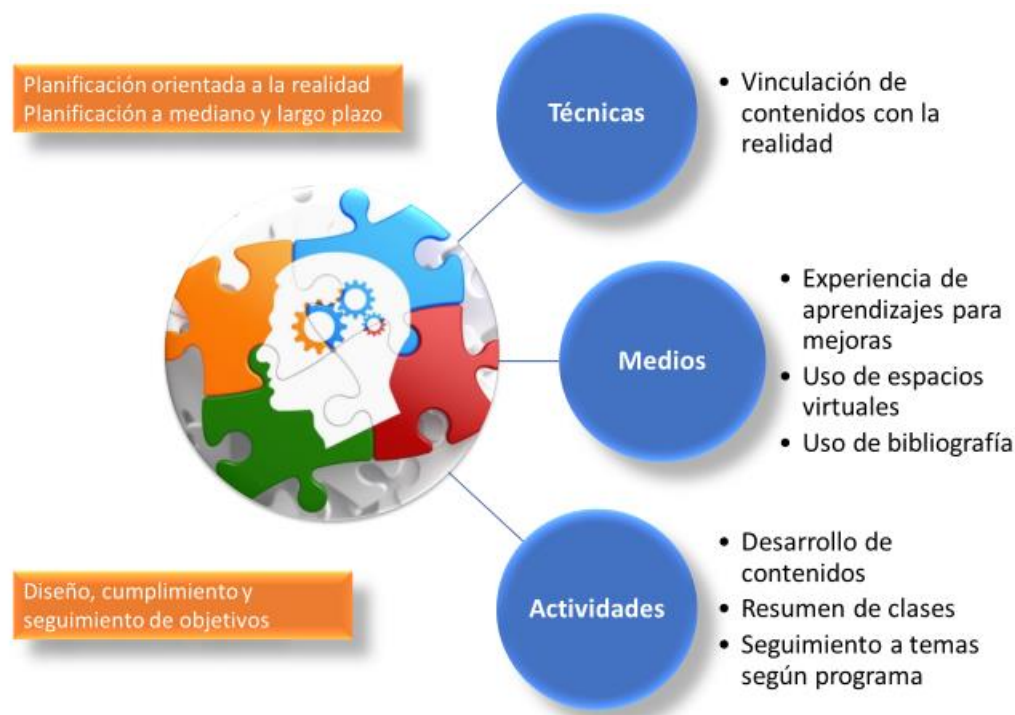 Planificación orientada a la realidad
Planificación a mediano y largo plazo
Técnicas
• Vinculación de
contenidos con la
realidad
Medios
• Experiencia de
aprendizajes para
mejoras
• Uso de espacios
virtuales
• Uso de bibliografía
Diseño, cumplimiento y
seguimiento de objetivos
Actividades
• Desarrollo de
contenidos
• Resumen de clases
• Seguimiento a temas
según programa